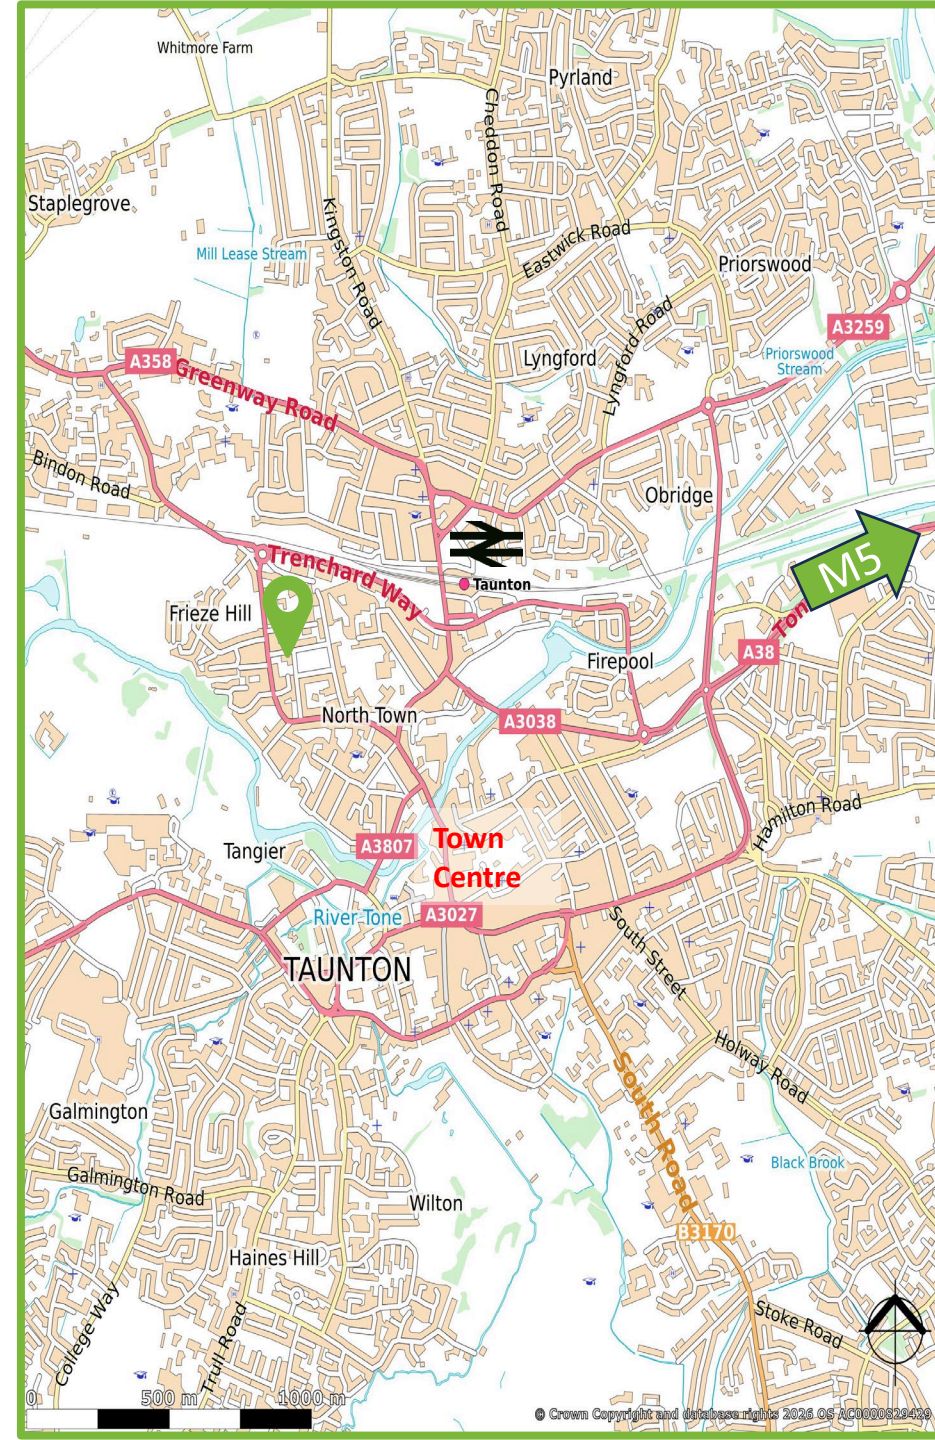 Whitmore Farm
Pyrland
Cheddon Road
Staplegrove
Kingston Road
Eastwick Road
Mill Lease Stream
Priorswood
A3259
Lyngford Road
Priorswood
Stream
Lyngford
A358
Greenway Road
Bindon Road
Obridge
M5
Trenchard Way
Taunton
Frieze Hill
Ton
A38
Firepool
North Town
A3038
Hamilton Road
Town
Centre
A3807
Tangier
River Tone
A3027
South Street
TAUNTON
Holway Road
South Road
Galmington
Black Brook
Galmington Road
Wilton
B3170
Haines Hill
College Way
Trull Road
Stoke Road
0 500 m 1000 m
© Crown Copyright and database rights 2026 OS AC0000829429